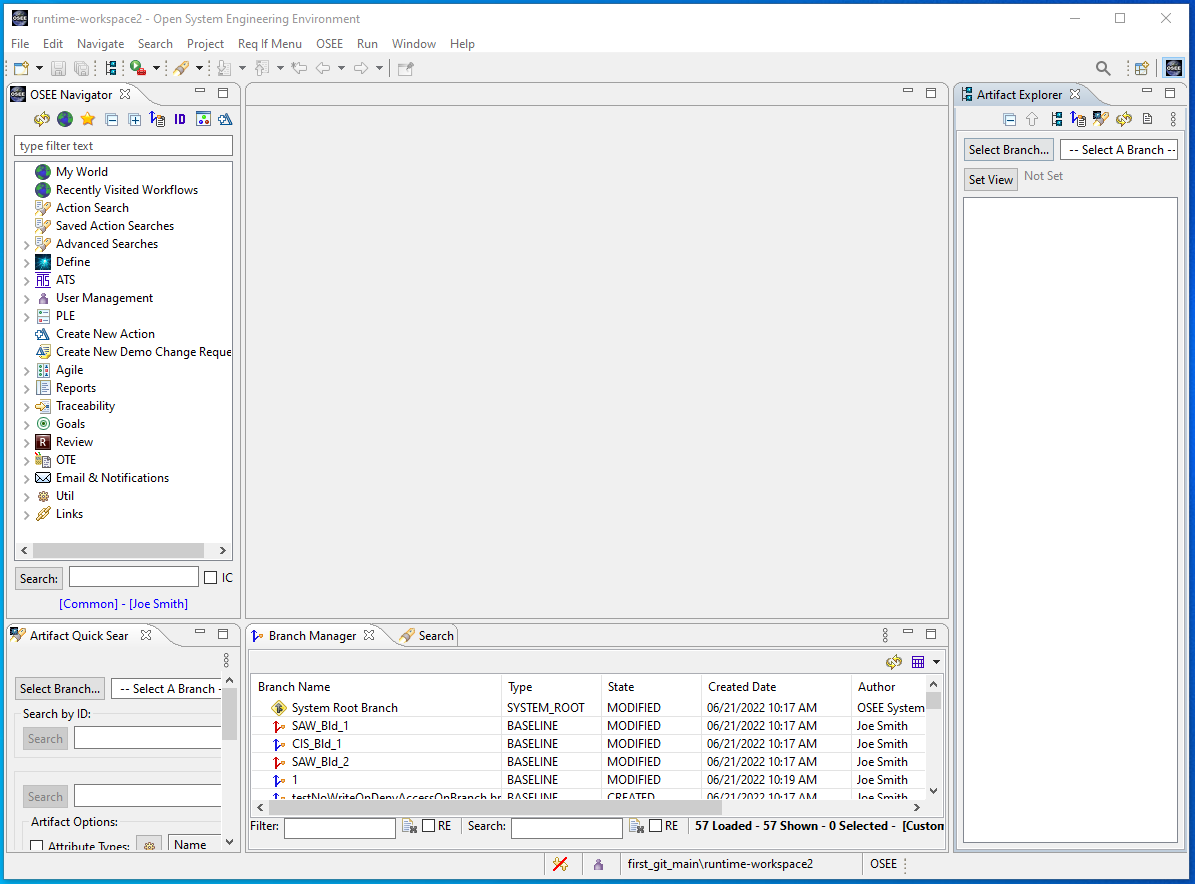 runtime-workspace2 - Open System Engineering Environment
File Edit Navigate Search Project Req If Menu OSEE Run Window Help
OSEE Navigator
ID
type filter text
My World
Recently Visited Workflows
Action Search
Saved Action Searches
Advanced Searches
Define
ATS
User Management
PLE
Create New Action
Create New Demo Change Reque
Agile
Reports
Traceability
Goals
Review
OTE
Email & Notifications
Util
Links
Search: IC
[Common] - [Joe Smith]
Artifact Quick Sear
Select Branch... -- Select A Branch -
Search by ID:
Search
Search
Artifact Options:
Attribute Types: Name
Branch Manager Search
Branch Name Type State Created Date Author
System Root Branch SYSTEM_ROOT MODIFIED 06/21/2022 10:17 AM OSEE System
SAW_Bld_1 BASELINE MODIFIED 06/21/2022 10:17 AM Joe Smith
CIS_Bld_1 BASELINE MODIFIED 06/21/2022 10:17 AM Joe Smith
SAW_Bld_2 BASELINE MODIFIED 06/21/2022 10:17 AM Joe Smith
1 BASELINE MODIFIED 06/21/2022 10:19 AM Joe Smith
testNoWriteOnDenyAccessOnBranch.br BASELINE CREATED 06/21/2022 10:17 AM Joe Smith
Filter: RE Search: RE 57 Loaded - 57 Shown - 0 Selected - [Custom
Artifact Explorer
Select Branch... -- Select A Branch --
Set View Not Set
first_git_main\runtime-workspace2 OSEE